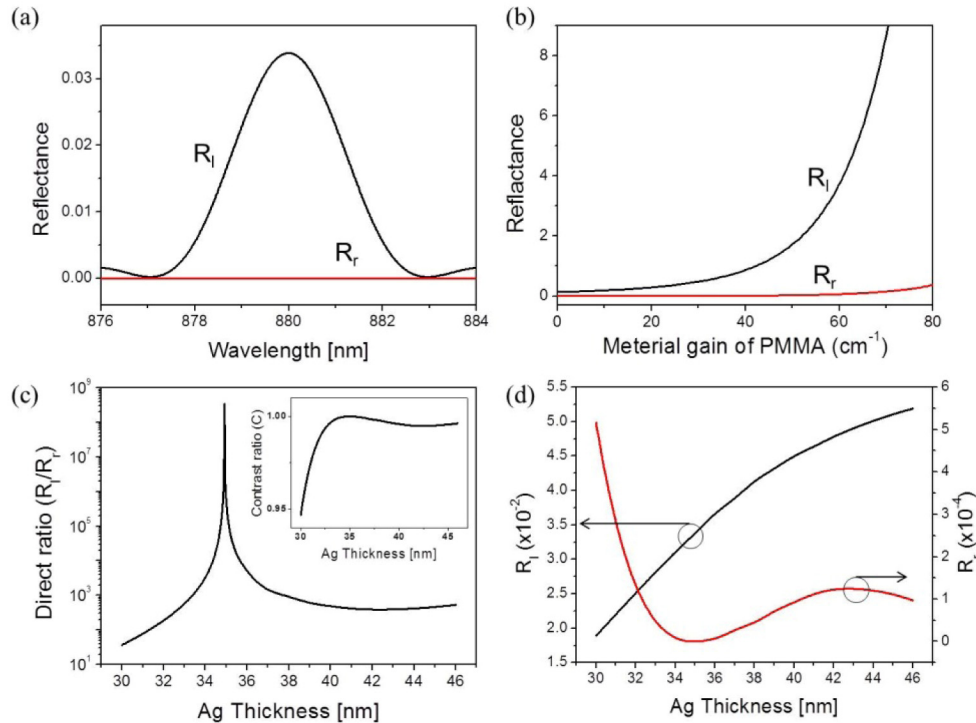 (a)
Reflectance
0.03
0.02
0.01
0.00
R_l
R_r
876 878 880 882 884
Wavelength [nm]
(b)
Reflactance
8
6
4
2
0
R_l
R_r
0 20 40 60 80
Meterial gain of PMMA (cm⁻¹)
(c)
Direct ratio (R_l/R_r)
10⁹
10⁷
10⁵
10³
10¹
30 32 34 36 38 40 42 44 46
Ag Thickness [nm]
Contrast ratio (C)
1.00
0.95
30 35 40 45
Ag Thickness [nm]
(d)
R_l (x10⁻²)
5.5
5.0
4.5
4.0
3.5
3.0
2.5
2.0
1.5
30 32 34 36 38 40 42 44 46
Ag Thickness [nm]
6
5
4
3
2
1
0
R_r (x10⁻⁴)